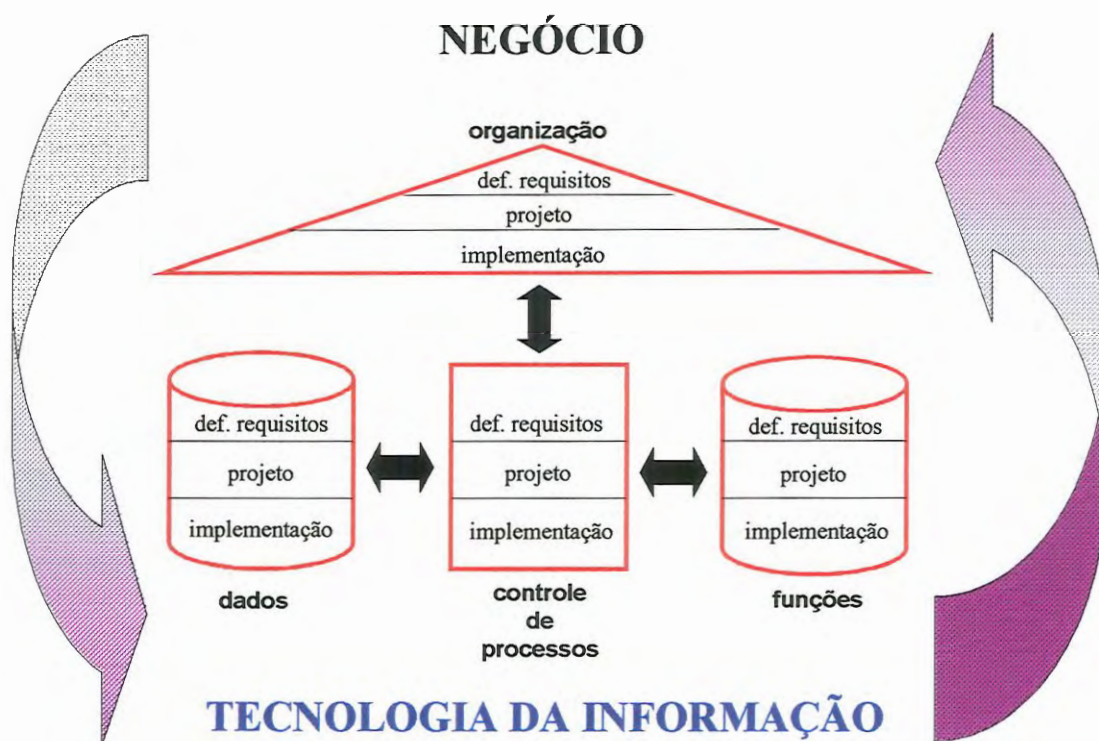 NEGÓCIO
organização
def. requisitos
projeto
implementação
def. requisitos
projeto
implementação
dados
def. requisitos
projeto
implementação
controle
de
processos
def. requisitos
projeto
implementação
funções
TECNOLOGIA DA INFORMAÇÃO